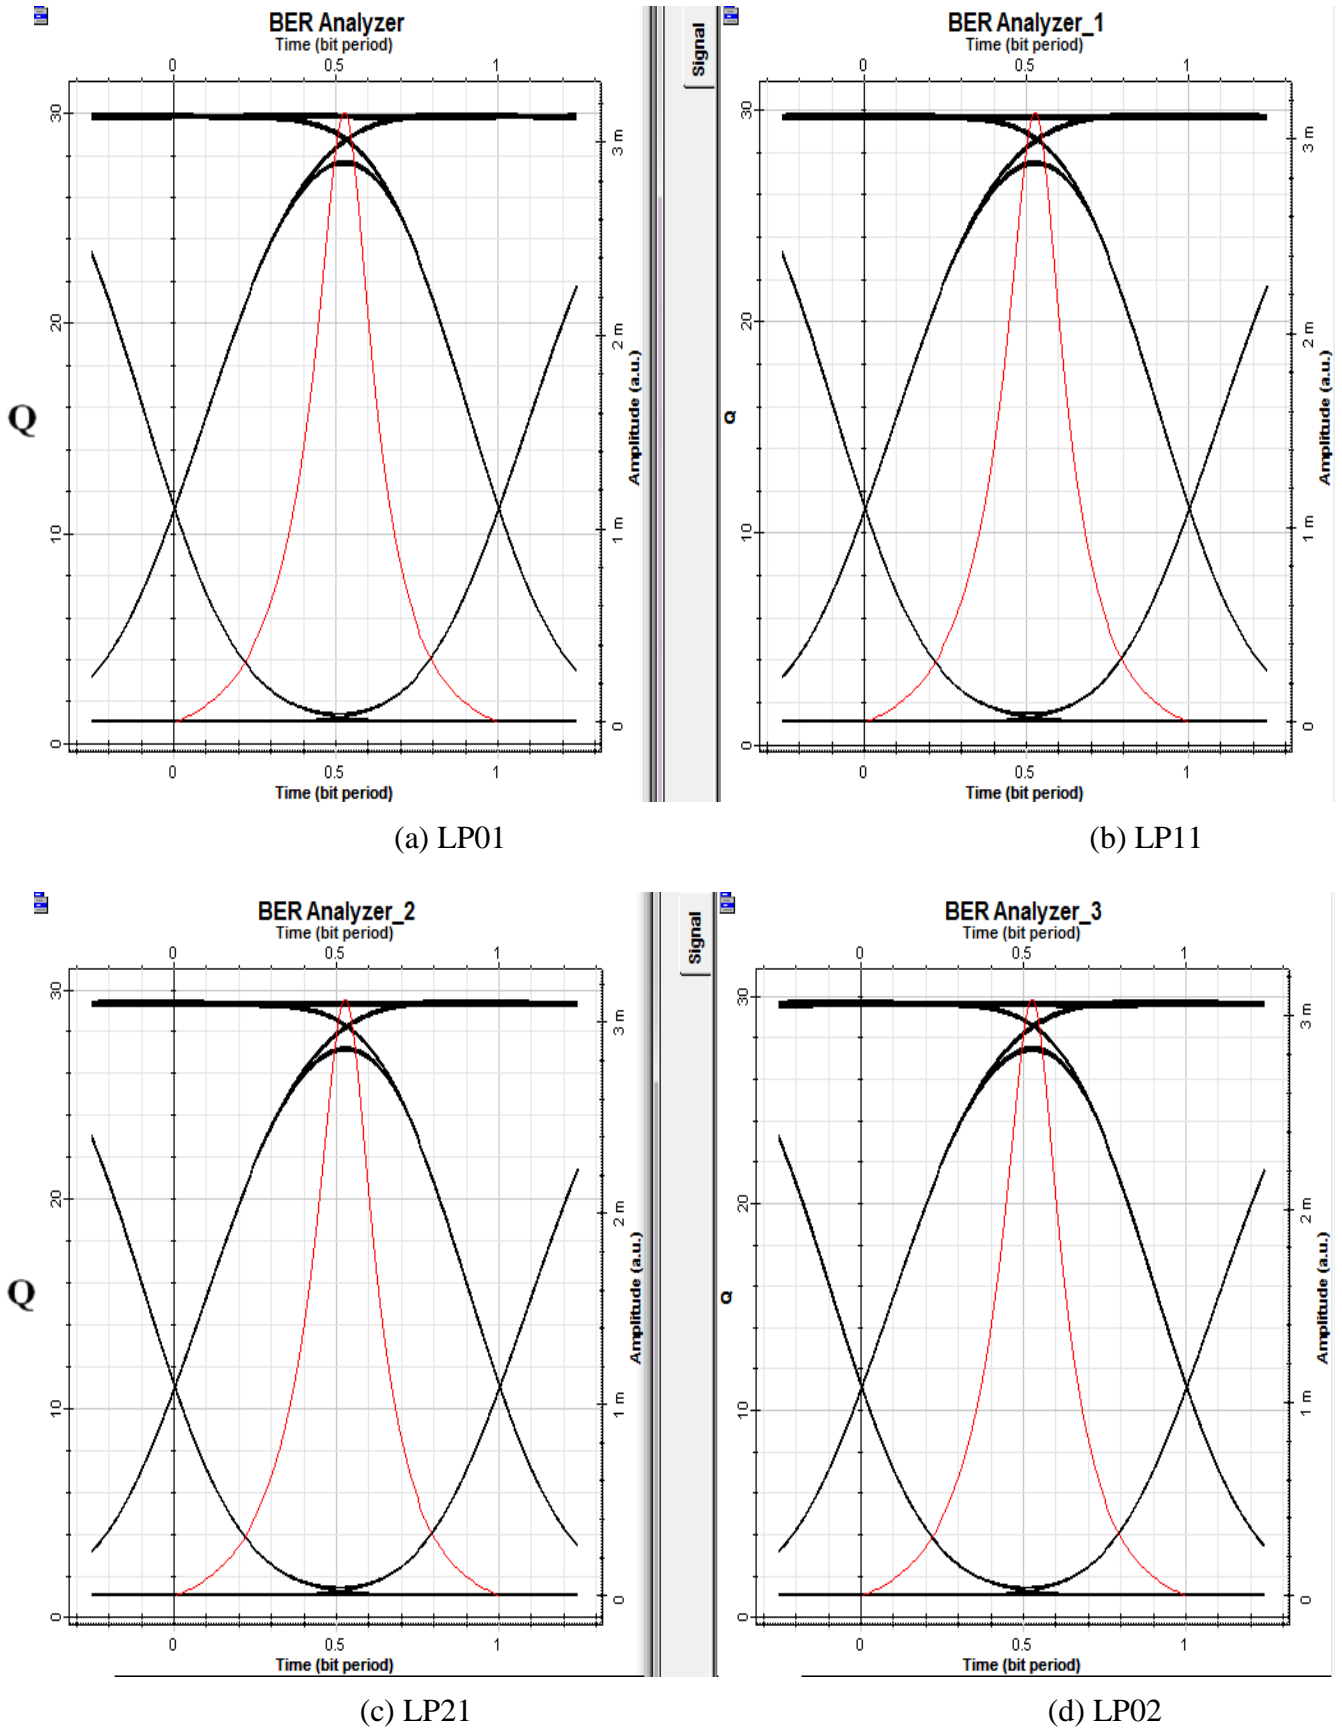 BER Analyzer
Time (bit period)
0 0.5 1
30
20
10
0
Q
3 m
2 m
1 m
0
Amplitude (a.u.)
0 0.5 1
Time (bit period)
(a) LP01
Signal
BER Analyzer_1
Time (bit period)
0 0.5 1
30
20
10
0
Q
3 m
2 m
1 m
0
Amplitude (a.u.)
0 0.5 1
Time (bit period)
(b) LP11
BER Analyzer_2
Time (bit period)
0 0.5 1
30
20
10
0
Q
3 m
2 m
1 m
0
Amplitude (a.u.)
0 0.5 1
Time (bit period)
(c) LP21
Signal
BER Analyzer_3
Time (bit period)
0 0.5 1
30
20
10
0
Q
3 m
2 m
1 m
0
Amplitude (a.u.)
0 0.5 1
Time (bit period)
(d) LP02